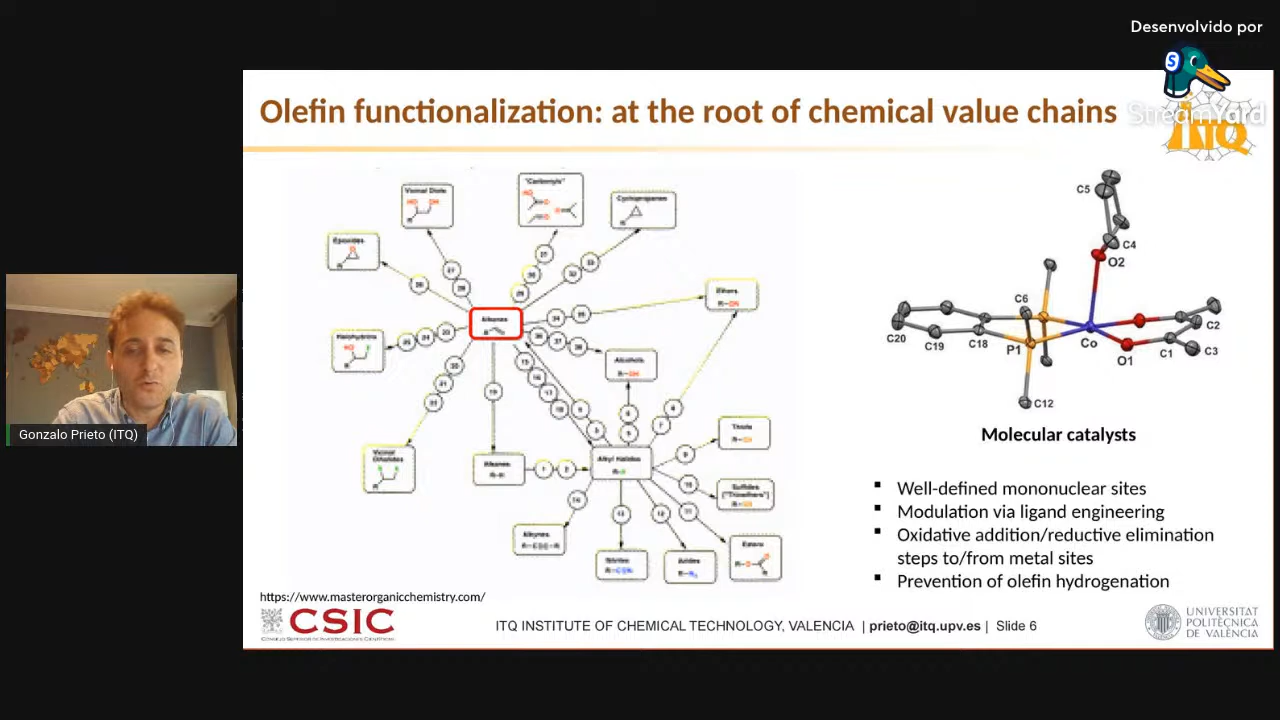 Desenvolvido por
StreamYard
Olefin functionalization: at the root of chemical value chains
ITQ
Vicinal Diols
HO OH
R
"Carbonyls"
Cyclopropanes
R
Epoxides
O
R
Alkenes
R
Ethers
R-OR
Halohydrins
HO
R
Alcohols
R-OH
Vicinal
Dihalides
R
Alkanes
R-H
Alkyl Halides
Thiols
R-SH
Sulfides
("Thioethers")
R-SR
Alkynes
R-C≡C-R
Nitriles
R-C≡N
Azides
R-N₃
Esters
C5
C4
O2
C6
C20
C19
C18
P1
Co
O1
C1
C2
C3
C12
Molecular catalysts
▪ Well-defined mononuclear sites
▪ Modulation via ligand engineering
▪ Oxidative addition/reductive elimination
steps to/from metal sites
▪ Prevention of olefin hydrogenation
Gonzalo Prieto (ITQ)
https://www.masterorganicchemistry.com/
CSIC
ITQ INSTITUTE OF CHEMICAL TECHNOLOGY, VALENCIA | prieto@itq.upv.es | Slide 6
UNIVERSITAT
POLITÈCNICA
DE VALÈNCIA